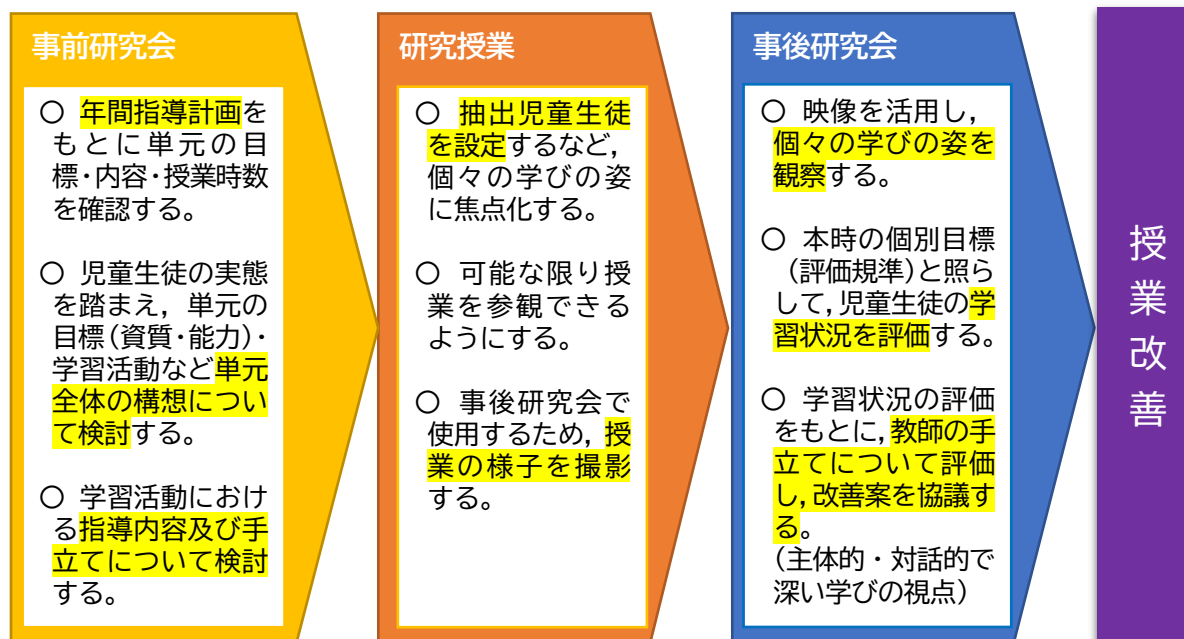 事前研究会
○ 年間指導計画を
もとに単元の目
標・内容・授業時数
を確認する。
○ 児童生徒の実態
を踏まえ，単元の
目標（資質・能力）・
学習活動など単元
全体の構想につい
て検討する。
○ 学習活動におけ
る指導内容及び手
立てについて検討
する。
研究授業
○ 抽出児童生徒
を設定するなど，
個々の学びの姿
に焦点化する。
○ 可能な限り授
業を参観できる
ようにする。
○ 事後研究会で
使用するため，授
業の様子を撮影
する。
事後研究会
○ 映像を活用し，
個々の学びの姿を
観察する。
○ 本時の個別目標
（評価規準）と照ら
して，児童生徒の学
習状況を評価する。
○ 学習状況の評価
をもとに，教師の手
立てについて評価
し，改善案を協議す
る。
（主体的・対話的で
深い学びの視点）
授業改善